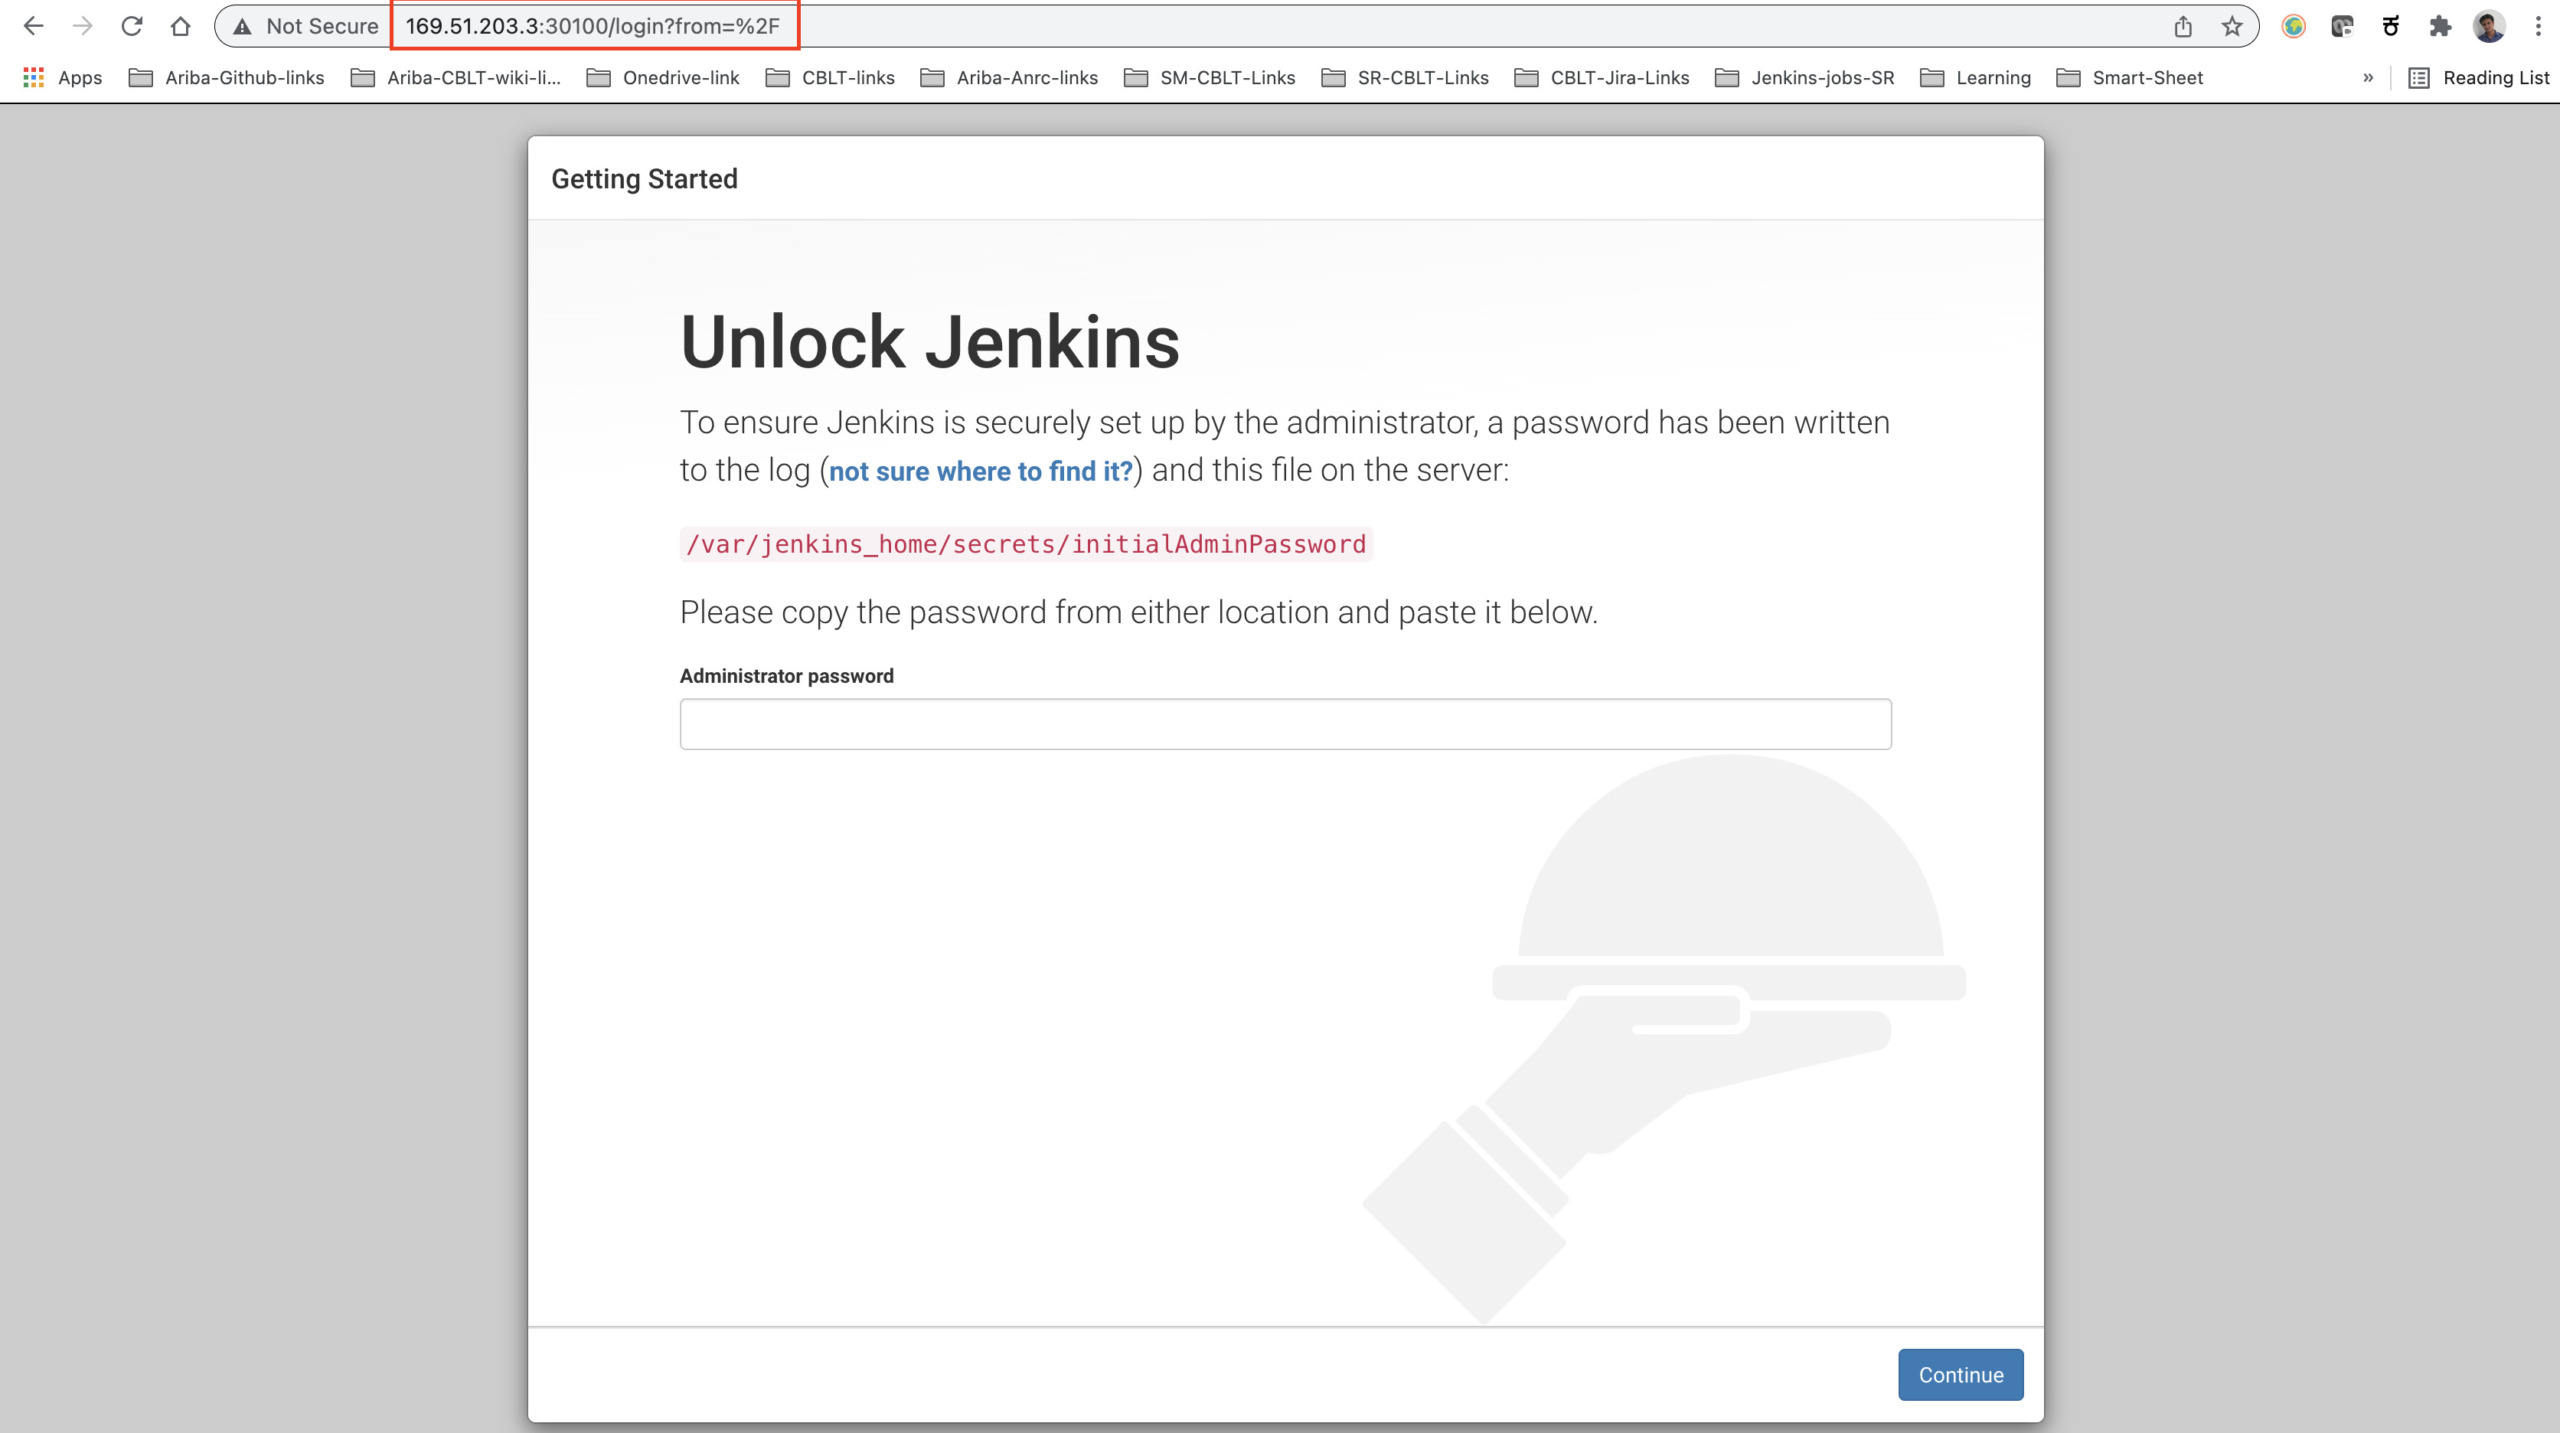 Not Secure 169.51.203.3:30100/login?from=%2F
Apps Ariba-Github-links Ariba-CBLT-wiki-li... Onedrive-link CBLT-links Ariba-Anrc-links SM-CBLT-Links SR-CBLT-Links CBLT-Jira-Links Jenkins-jobs-SR Learning Smart-Sheet » Reading List
Getting Started
Unlock Jenkins
To ensure Jenkins is securely set up by the administrator, a password has been written
to the log (not sure where to find it?) and this file on the server:
/var/jenkins_home/secrets/initialAdminPassword
Please copy the password from either location and paste it below.
Administrator password
Continue